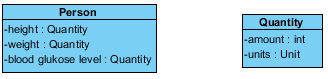 Person
-height : Quantity
-weight : Quantity
-blood glukose level : Quantity
Quantity
-amount : int
-units : Unit